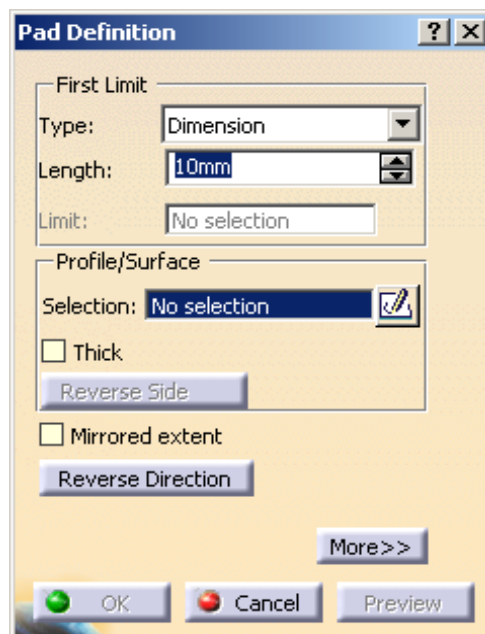 Pad Definition
First Limit
Type: Dimension
Length: 10mm
Limit: No selection
Profile/Surface
Selection: No selection
Thick
Reverse Side
Mirrored extent
Reverse Direction
More>>
OK Cancel Preview